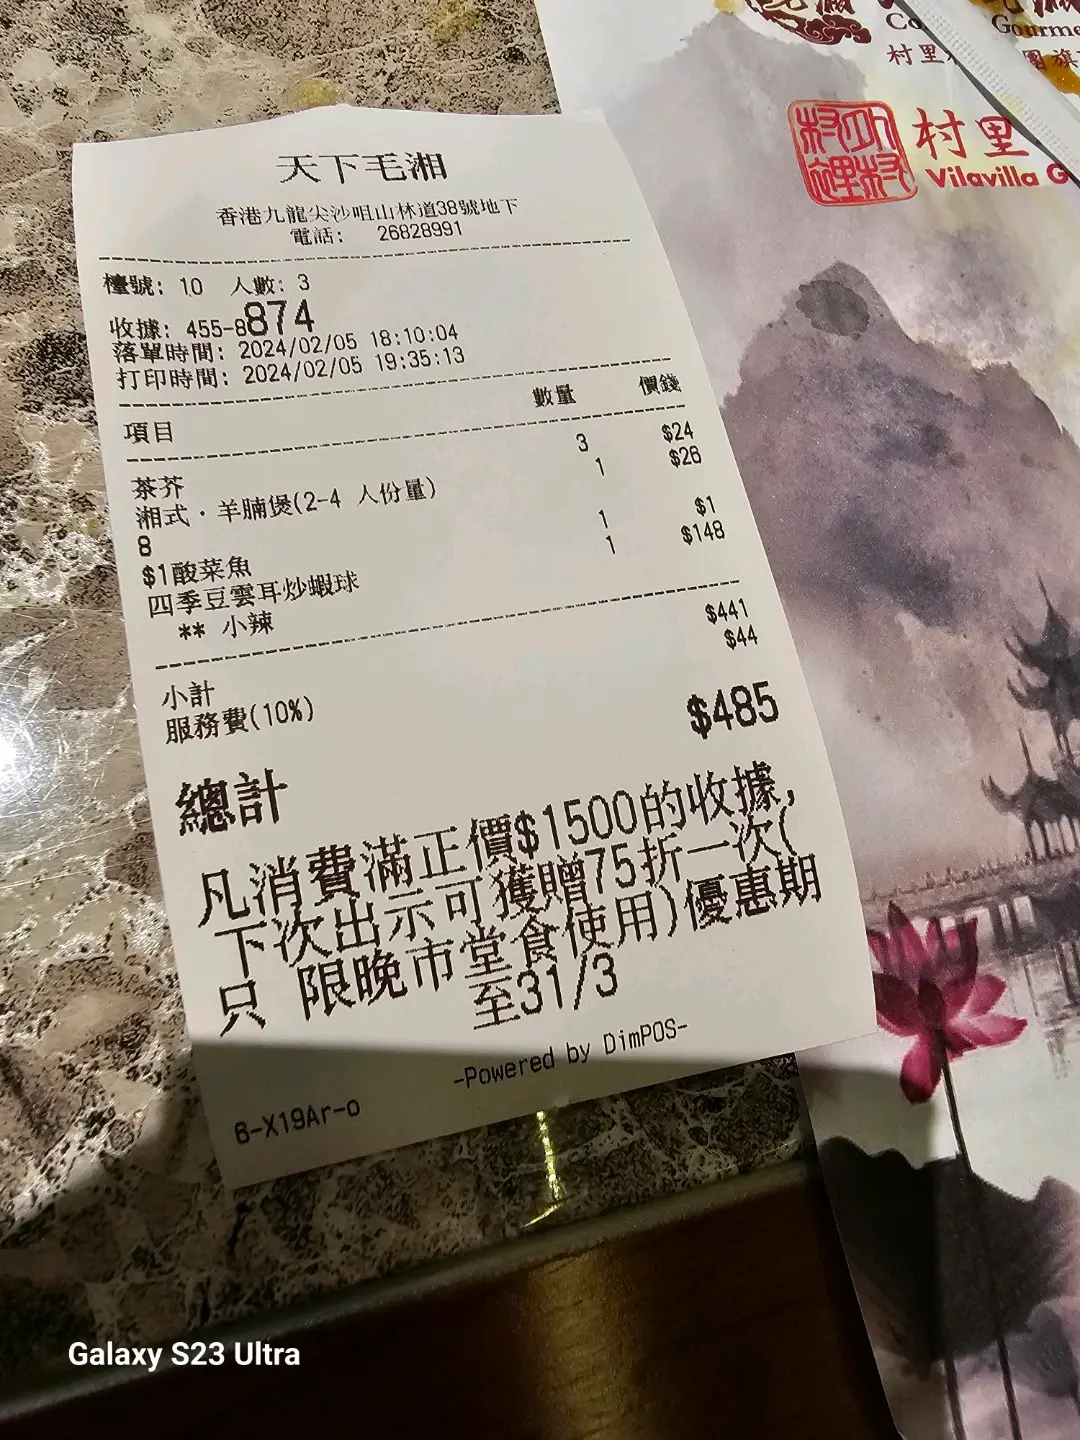 天下毛湘
香港九龍尖沙咀山林道38號地下
電話: 26828991
檯號: 10 人數: 3
收據: 455-8874
落單時間: 2024/02/05 18:10:04
打印時間: 2024/02/05 19:35:13
項目 數量 價錢
茶芥 3 $24
湘式·羊腩煲(2-4 人份量) 1 $26
8
$1酸菜魚 1 $1
四季豆雲耳炒蝦球 1 $148
** 小辣
小計 $441
服務費(10%) $44
總計 $485
凡消費滿正價$1500的收據,
下次出示可獲贈75折一次(
只 限晚市堂食使用)優惠期
至31/3
-Powered by DimPOS-
6-X19Ar-o
Gourme
村里
團旗
村里
Vilavilla G
Galaxy S23 Ultra